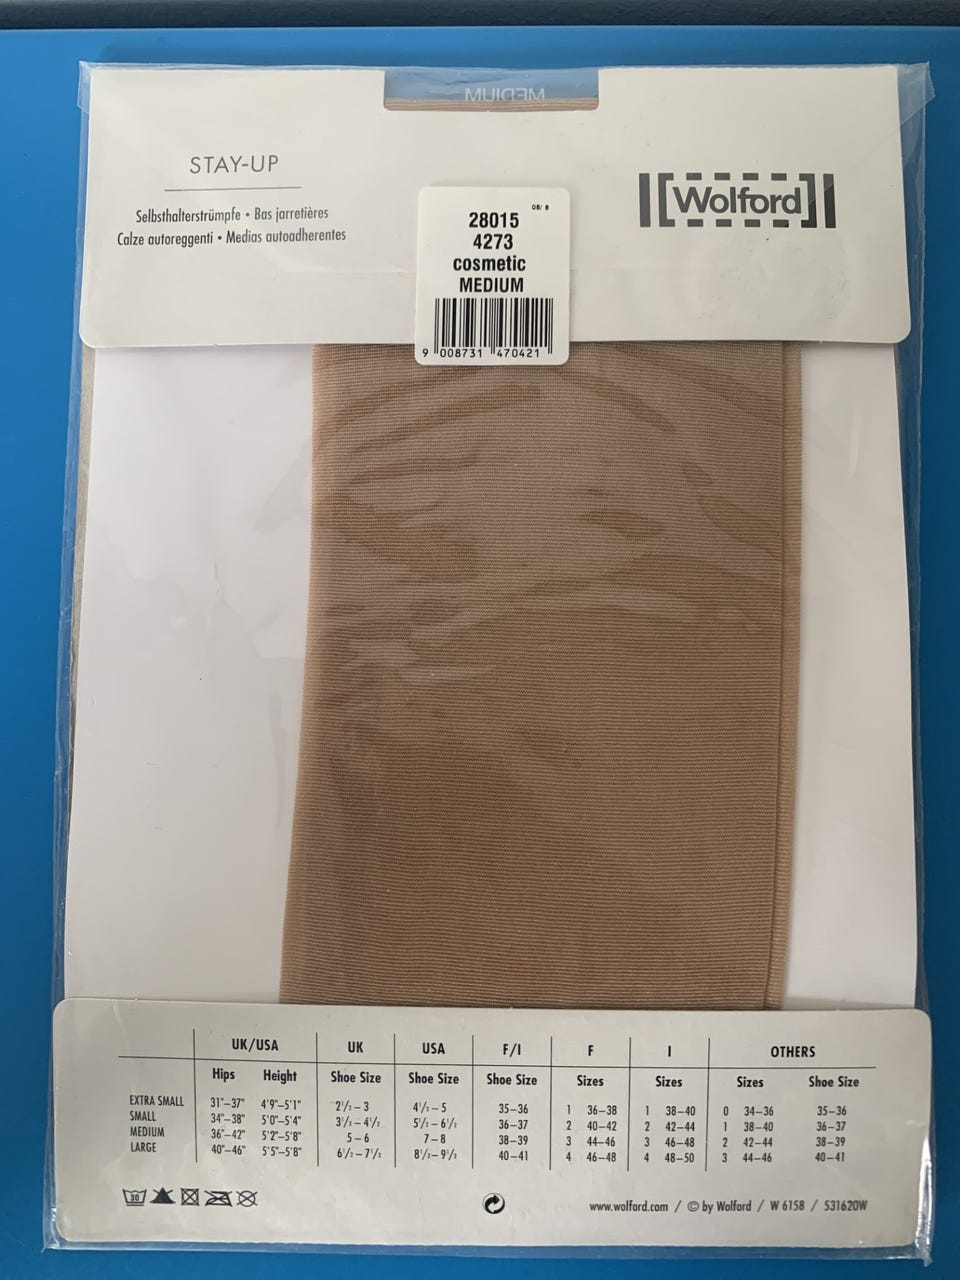 MEDIUM
STAY-UP
Selbsthalterstrümpfe • Bas jarretières
Calze autoreggenti • Medias autoadherentes
Wolford
28015
4273
cosmetic
MEDIUM
9 008731 470421
UK/USA UK USA F/I F I OTHERS
Hips Height Shoe Size Shoe Size Shoe Size Sizes Sizes Sizes Shoe Size
EXTRA SMALL 31"–37" 4'9"–5'1" 2½–3 4½–5 35–36 1 36–38 1 38–40 0 34–36 35–36
SMALL 34"–38" 5'0"–5'4" 3½–4½ 5½–6½ 36–37 2 40–42 2 42–44 1 38–40 36–37
MEDIUM 36"–42" 5'2"–5'8" 5–6 7–8 38–39 3 44–46 3 46–48 2 42–44 38–39
LARGE 40"–46" 5'5"–5'8" 6½–7½ 8½–9½ 40–41 4 46–48 4 48–50 3 44–46 40–41
30
www.wolford.com / © by Wolford / W 6158 / 531620W